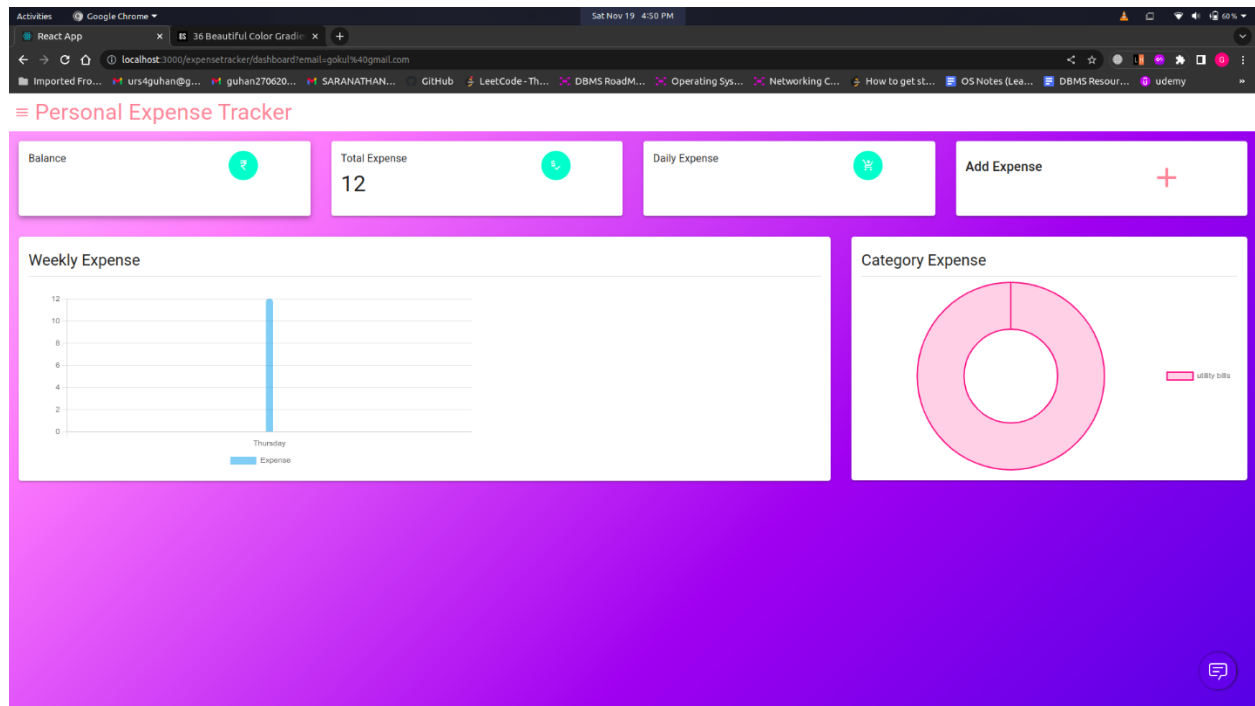 Activities Google Chrome Sat Nov 19 4:50 PM 60 %
React App 36 Beautiful Color Gradie
localhost:3000/expensetracker/dashboard?email=gokul%40gmail.com
Imported Fro... urs4guhan@g... guhan270620... SARANATHAN... GitHub LeetCode - Th... DBMS RoadM... Operating Sys... Networking C... How to get st... OS Notes (Lea... DBMS Resour... udemy »
Personal Expense Tracker
Balance ₹ Total Expense Daily Expense Add Expense
12
Weekly Expense Category Expense
12
10
8
6
4
2
0
Thursday
Expense
utility bills